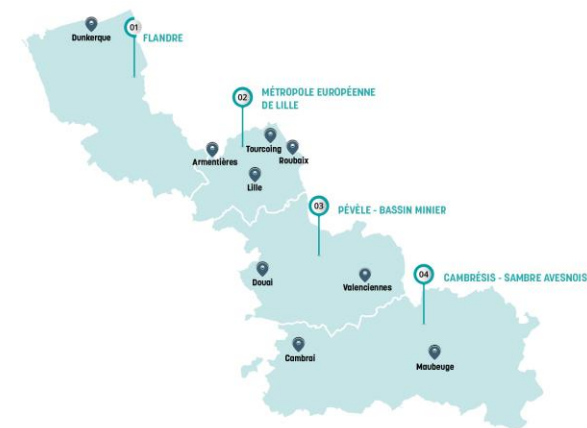 01
FLANDRE
Dunkerque
02
MÉTROPOLE EUROPÉENNE
DE LILLE
Tourcoing
Armentières
Roubaix
Lille
03
PÉVÈLE - BASSIN MINIER
Douai
Valenciennes
04
CAMBRÉSIS - SAMBRE AVESNOIS
Cambrai
Maubeuge